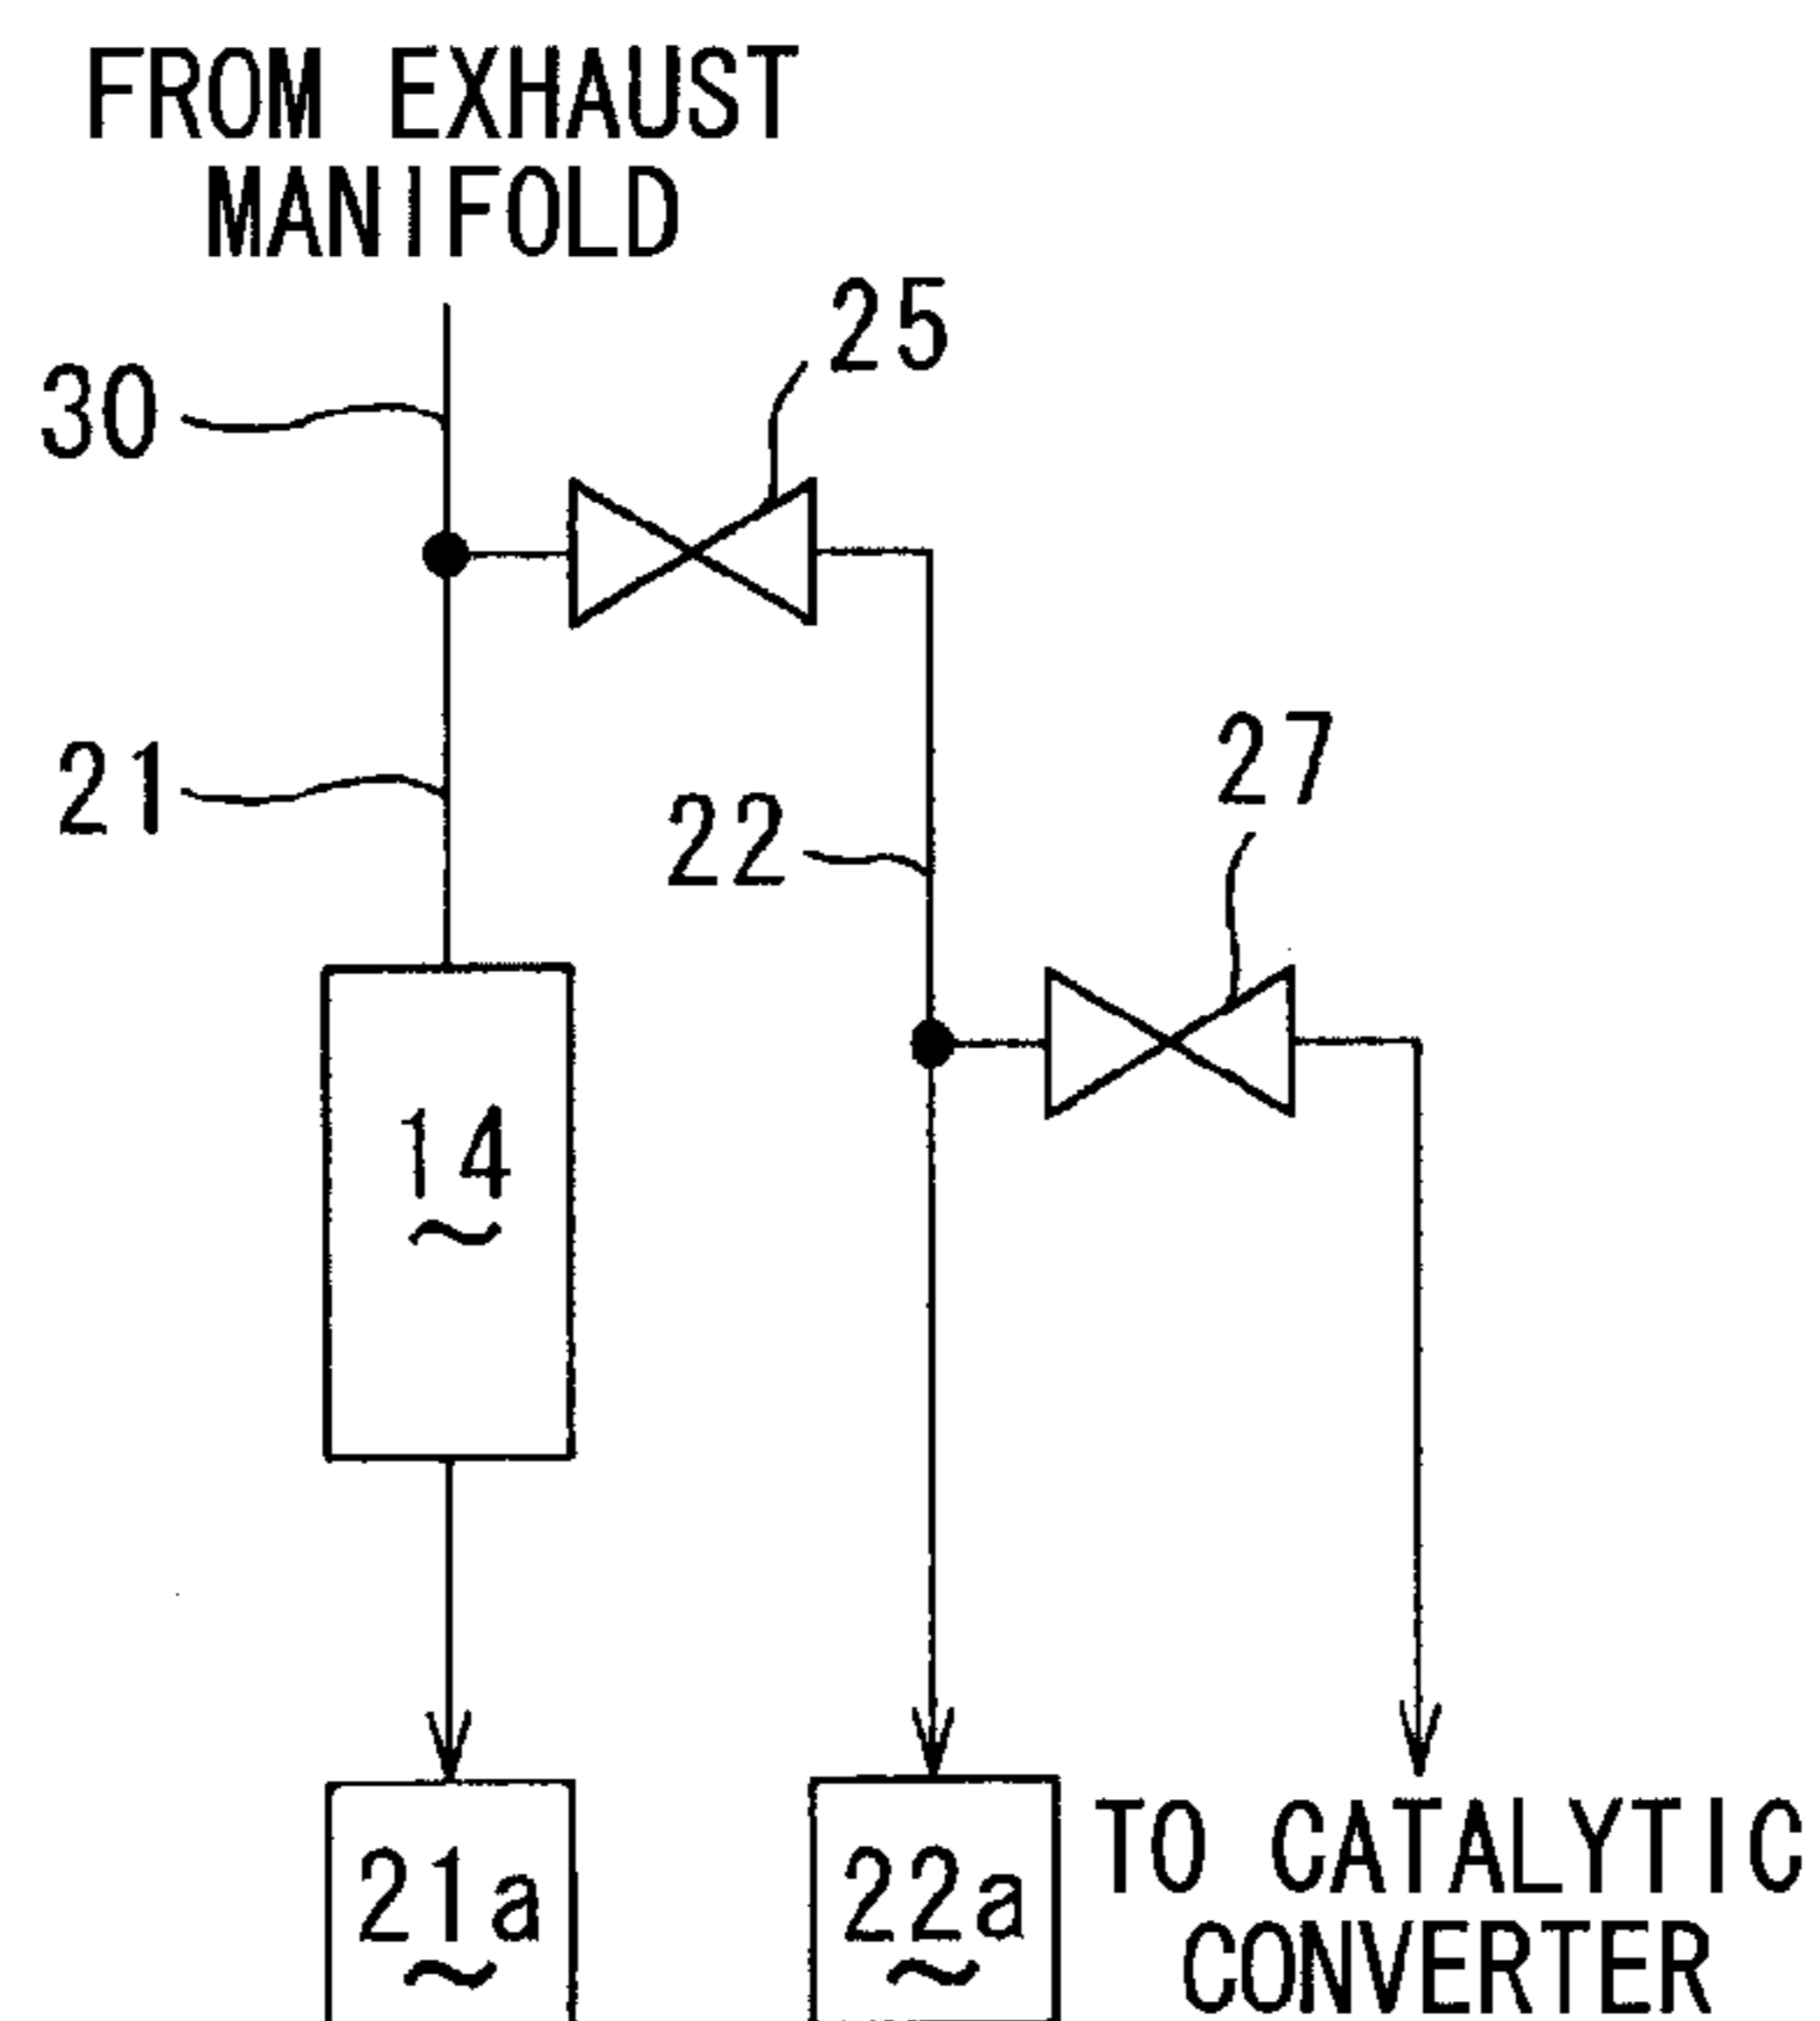 FROM EXHAUST
MANIFOLD
25
30
21
22
27
14
21a
22a
TO CATALYTIC
CONVERTER